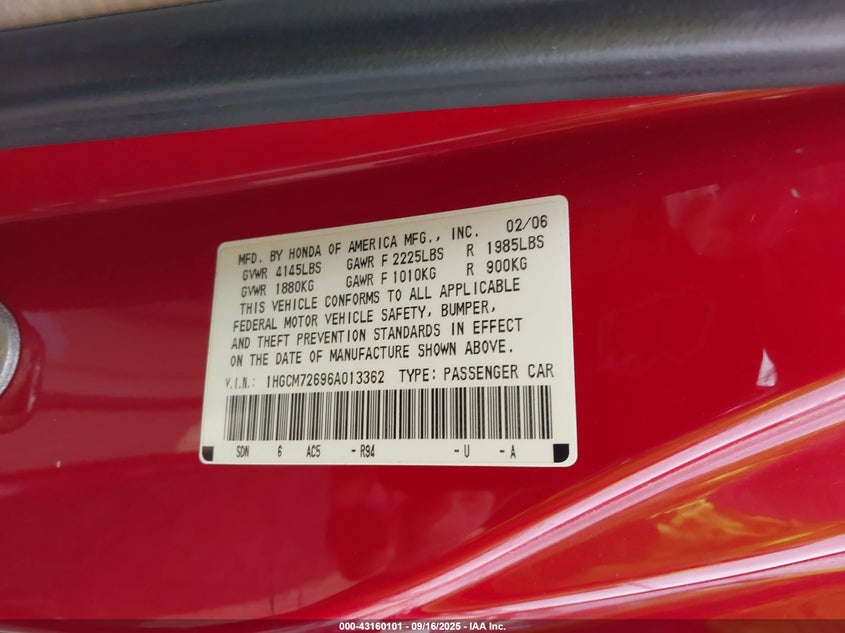 02/06
MFD. BY HONDA OF AMERICA MFG., INC.
GVWR 4145LBS GAWR F 2225LBS R 1985LBS
GVWR 1880KG GAWR F 1010KG R 900KG
THIS VEHICLE CONFORMS TO ALL APPLICABLE
FEDERAL MOTOR VEHICLE SAFETY, BUMPER,
AND THEFT PREVENTION STANDARDS IN EFFECT
ON THE DATE OF MANUFACTURE SHOWN ABOVE.
V.I.N.: 1HGCM72696A013362 TYPE: PASSENGER CAR
SDN 6 AC5 - R94 - U - A
000-43160101 - 09/16/2025 - IAA Inc.